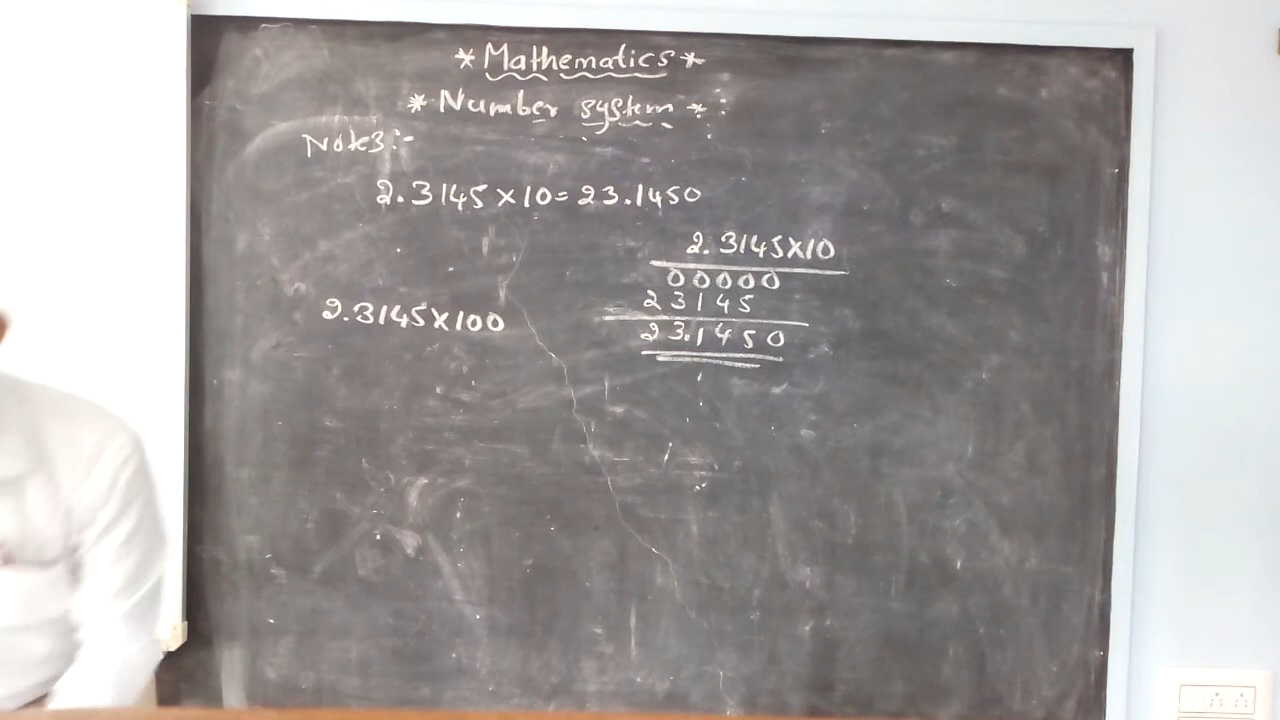 * Mathematics *
* Number system * :
Note3:-
2.3145×10=23.1450
2.3145×10
00000
23145
23.1450
2.3145×100